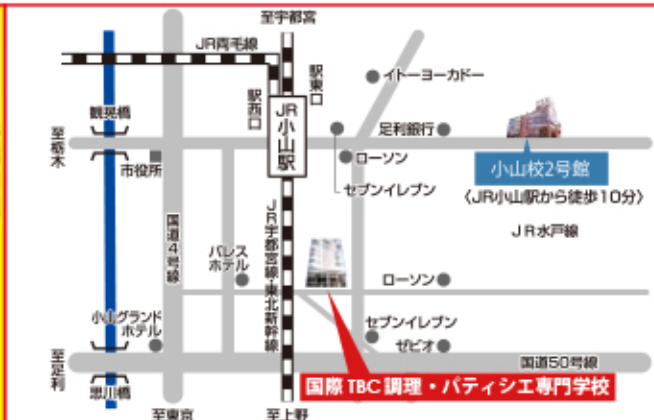 至宇都宮
JR両毛線
駅東口
イトーヨーカドー
駅西口
JR小山駅
観晃橋
至栃木
足利銀行
市役所
ローソン
小山校2号館
セブンイレブン
〈JR小山駅から徒歩10分〉
国道4号線
JR宇都宮線・東北新幹線
JR水戸線
パレス
ホテル
ローソン
小山グランド
ホテル
セブンイレブン
ゼビオ
至足利
国道50号線
思川橋
国際TBC調理・パティシエ専門学校
至東京
至上野